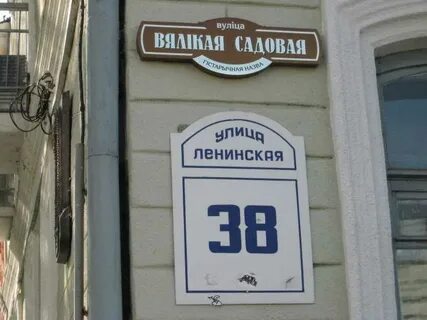 вуліца
ВЯЛІКАЯ САДОВАЯ
ГІСТАРЫЧНАЯ НАЗВА
УЛИЦА
ЛЕНИНСКАЯ
38